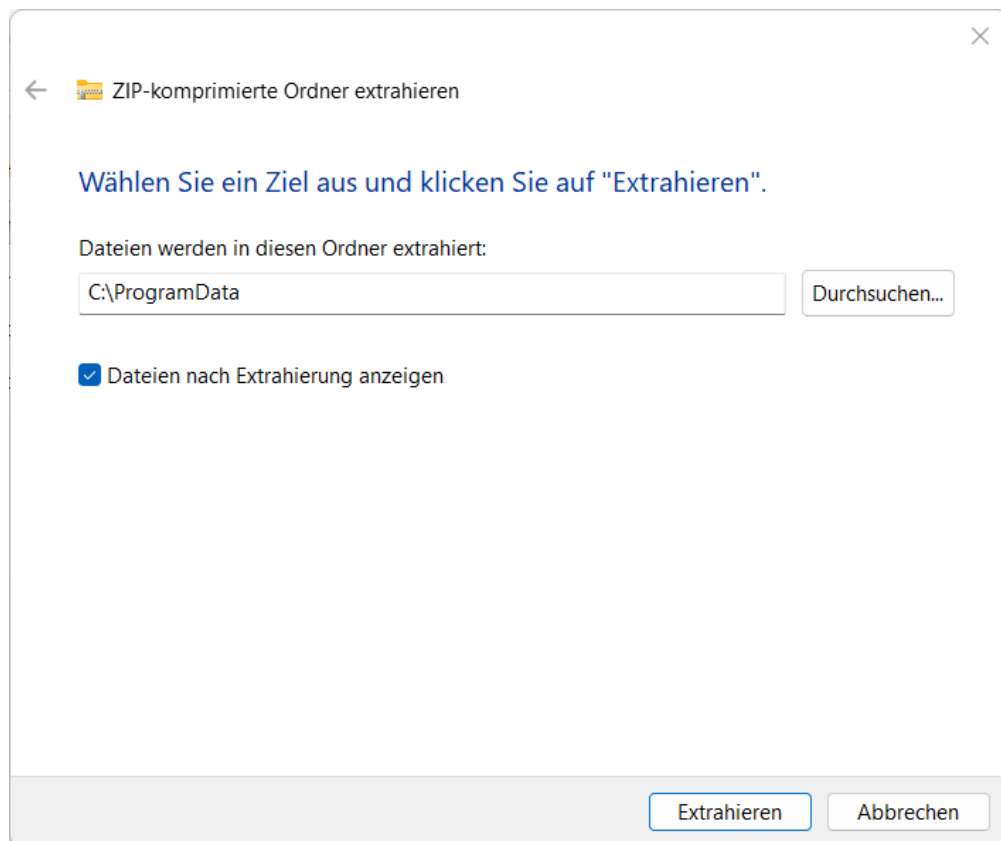 ZIP-komprimierte Ordner extrahieren
Wählen Sie ein Ziel aus und klicken Sie auf "Extrahieren".
Dateien werden in diesen Ordner extrahiert:
C:\ProgramData
Durchsuchen...
Dateien nach Extrahierung anzeigen
Extrahieren
Abbrechen